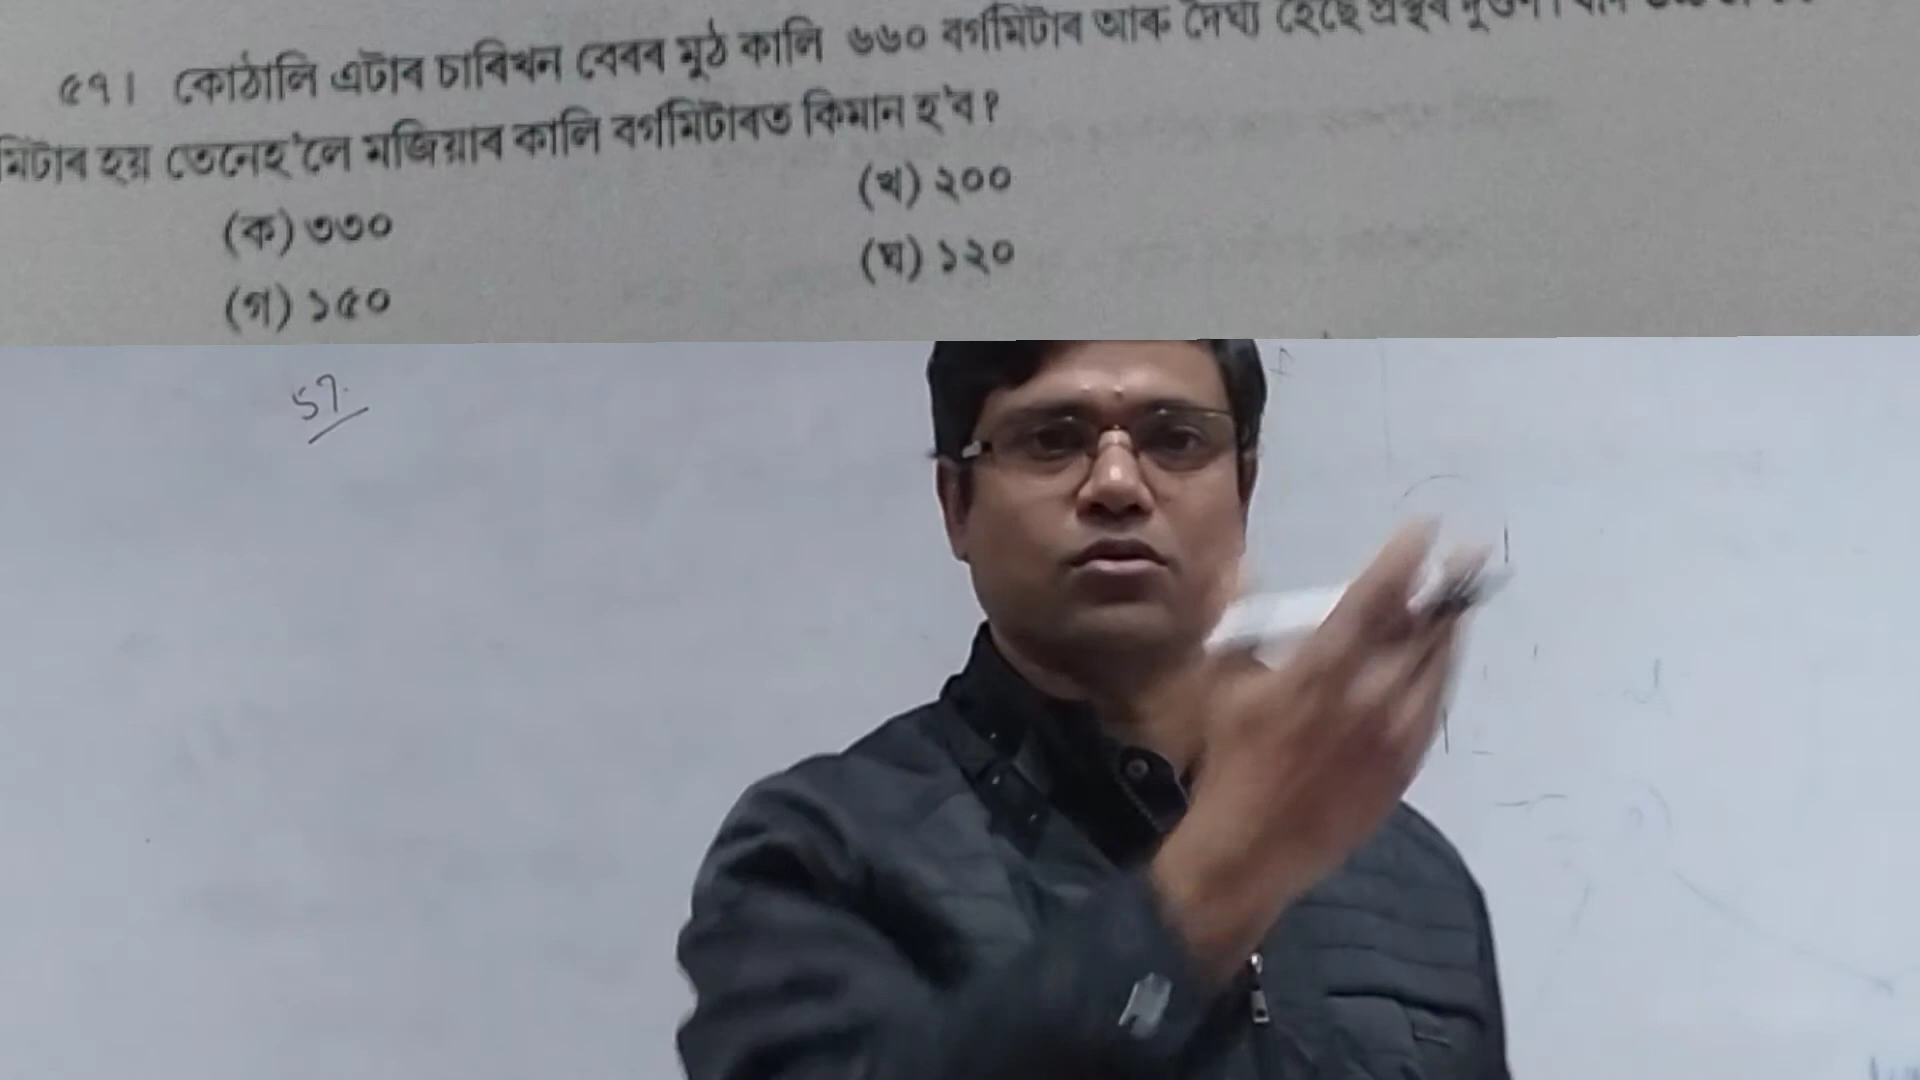 ৫৭। কোঠালি এটাৰ চাৰিখন বেৰৰ মুঠ কালি ৬৬০ বৰ্গমিটাৰ আৰু দৈৰ্ঘ্য হৈছে প্ৰস্থৰ দুগুণ।
মিটাৰ হয় তেনেহ'লে মজিয়াৰ কালি বৰ্গমিটাৰত কিমান হ'ব?
(ক) ৩৩০ (খ) ২০০
(গ) ১৫০ (ঘ) ১২০
57.